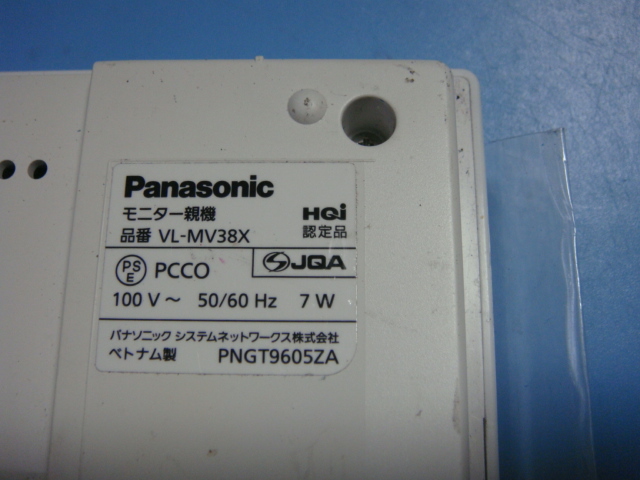 Panasonic
モニター親機
HQi
認定品
品番 VL-MV38X
PS E PCCO
JQA
100 V ～ 50/60 Hz 7 W
パナソニック システムネットワークス株式会社
ベトナム製 PNGT9605ZA